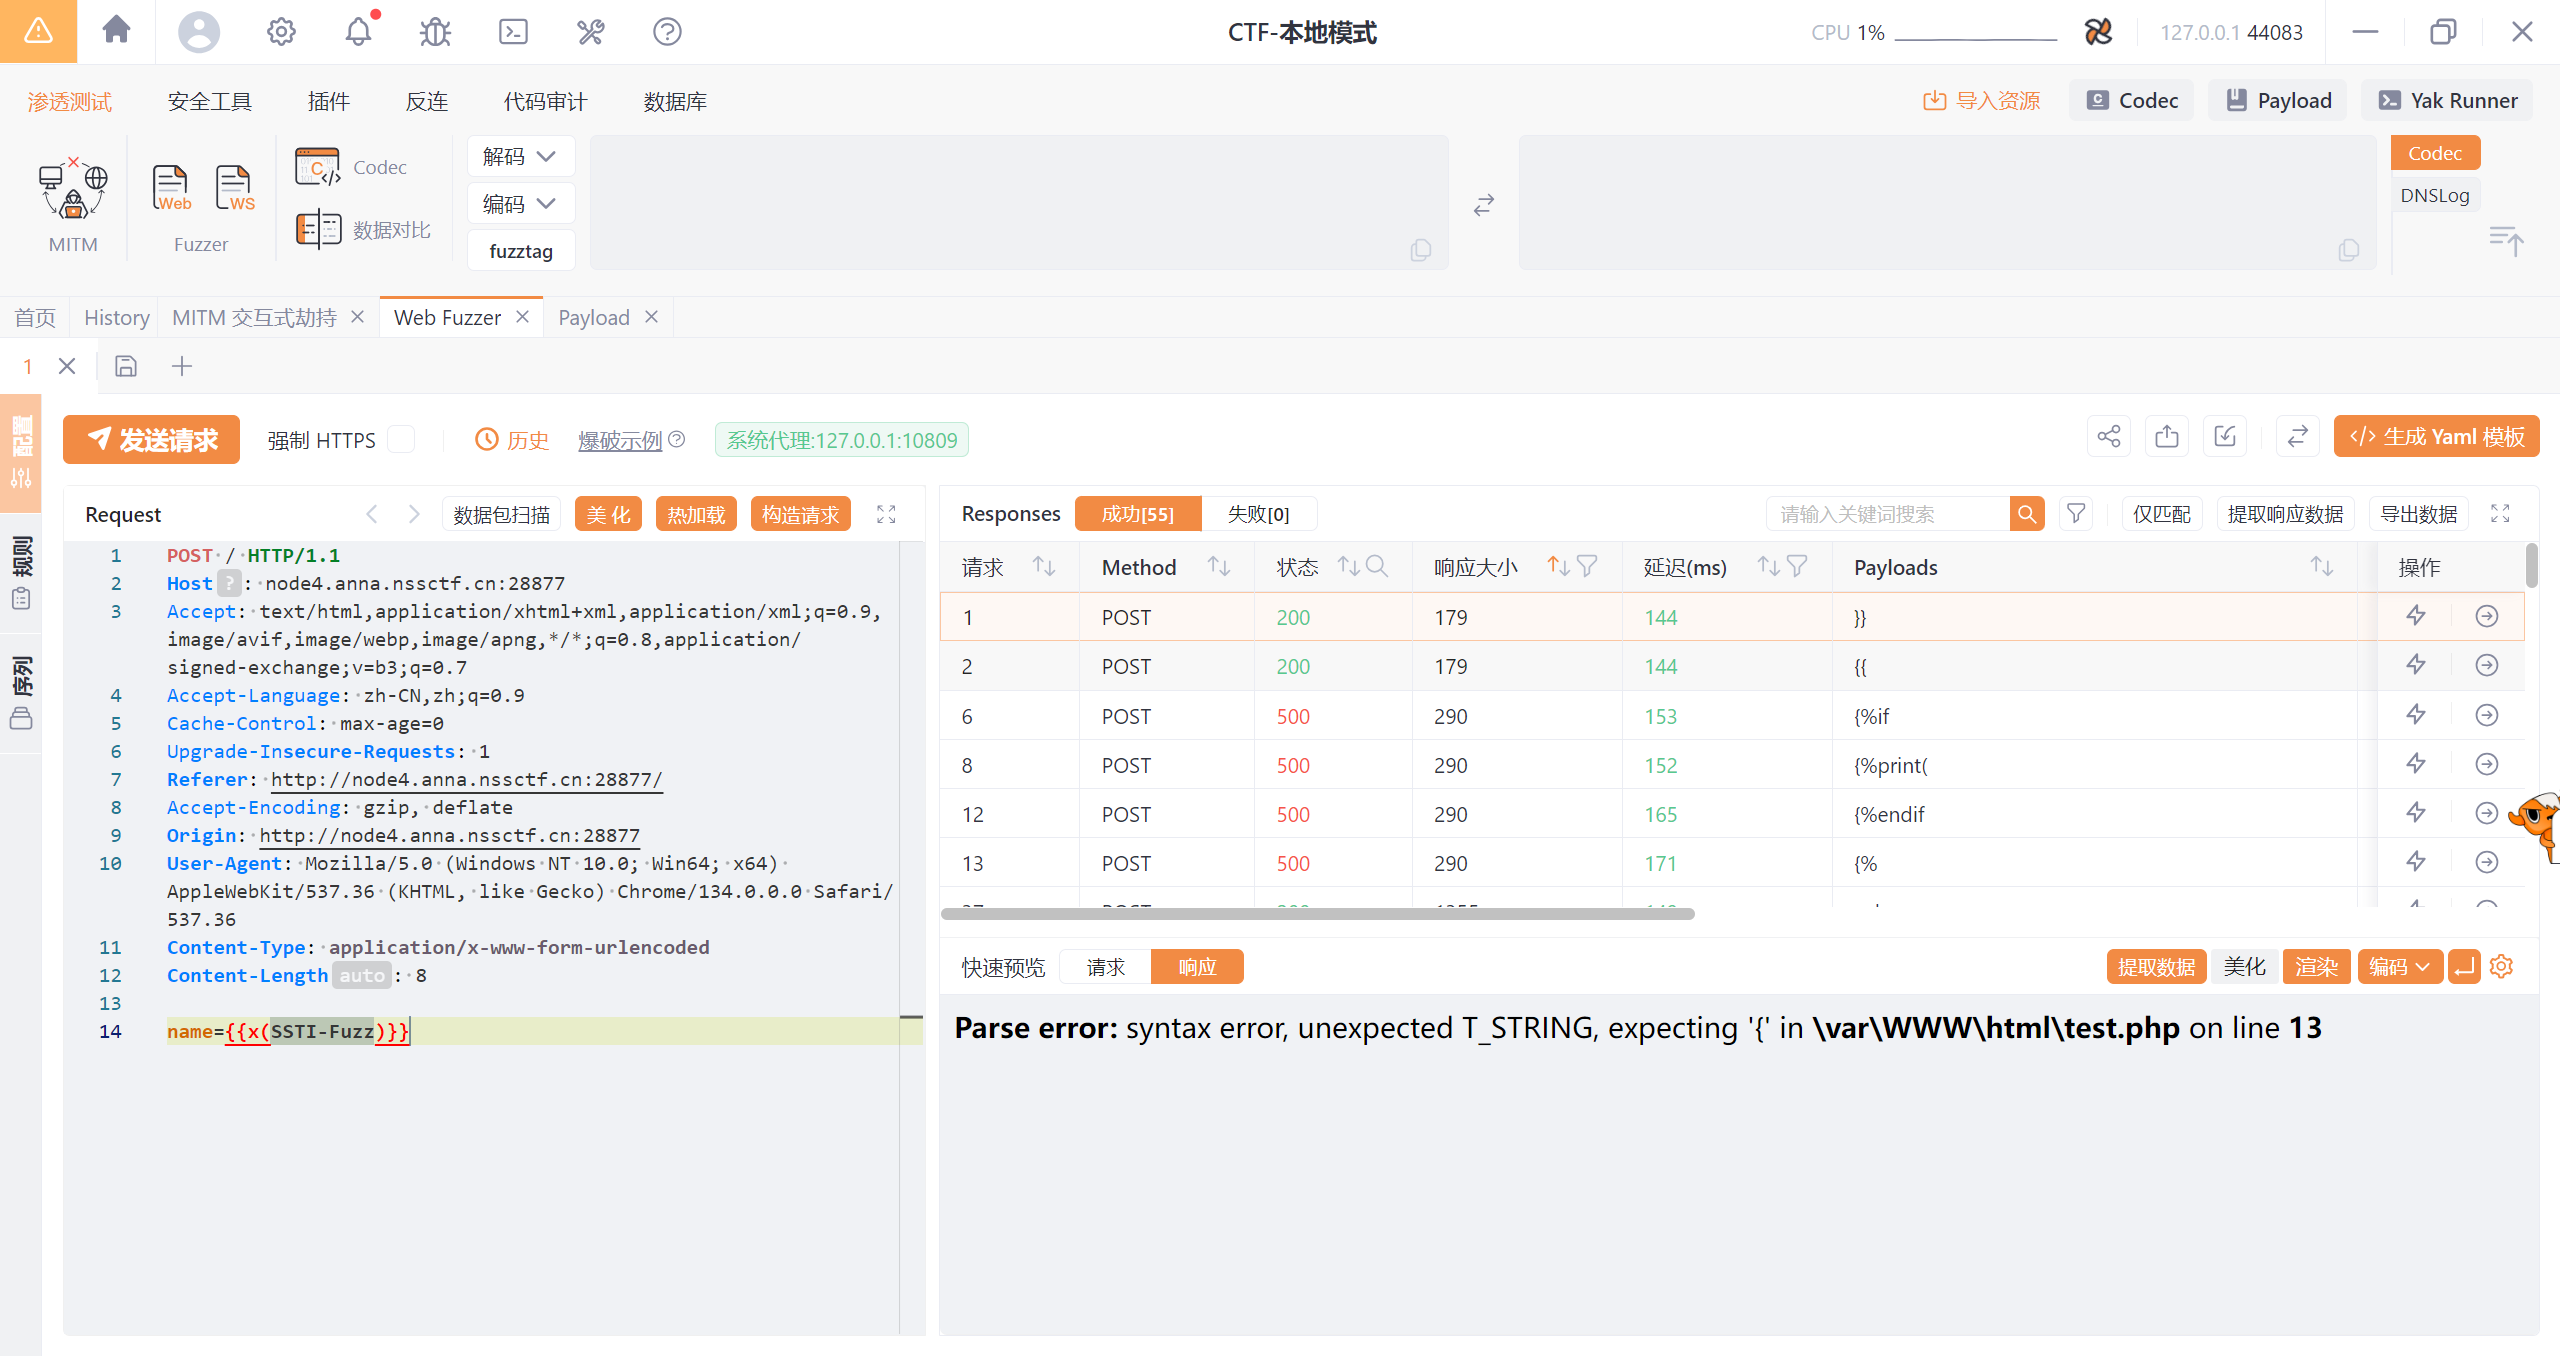 CTF-本地模式
CPU 1%
127.0.0.1 44083
渗透测试 安全工具 插件 反连 代码审计 数据库
导入资源 Codec Payload Yak Runner
MITM
Web WS
Fuzzer
Codec
数据对比
解码
编码
fuzztag
Codec
DNSLog
首页 History MITM 交互式劫持 Web Fuzzer Payload
1
配置
规则
序列
发送请求 强制 HTTPS 历史 爆破示例 系统代理:127.0.0.1:10809
生成 Yaml 模板
Request 数据包扫描 美 化 热加载 构造请求
1 POST / HTTP/1.1
2 Host ? : node4.anna.nssctf.cn:28877
3 Accept: text/html,application/xhtml+xml,application/xml;q=0.9,
image/avif,image/webp,image/apng,*/*;q=0.8,application/
signed-exchange;v=b3;q=0.7
4 Accept-Language: zh-CN,zh;q=0.9
5 Cache-Control: max-age=0
6 Upgrade-Insecure-Requests: 1
7 Referer: http://node4.anna.nssctf.cn:28877/
8 Accept-Encoding: gzip, deflate
9 Origin: http://node4.anna.nssctf.cn:28877
10 User-Agent: Mozilla/5.0 (Windows NT 10.0; Win64; x64)
AppleWebKit/537.36 (KHTML, like Gecko) Chrome/134.0.0.0 Safari/
537.36
11 Content-Type: application/x-www-form-urlencoded
12 Content-Length auto : 8
13
14 name={{x(SSTI-Fuzz)}}
Responses 成功[55] 失败[0] 请输入关键词搜索 仅匹配 提取响应数据 导出数据
请求 Method 状态 响应大小 延迟(ms) Payloads 操作
1 POST 200 179 144 }}
2 POST 200 179 144 {{
6 POST 500 290 153 {%if
8 POST 500 290 152 {%print(
12 POST 500 290 165 {%endif
13 POST 500 290 171 {%
快速预览 请求 响应 提取数据 美化 渲染 编码
Parse error: syntax error, unexpected T_STRING, expecting '{' in \var\WWW\html\test.php on line 13